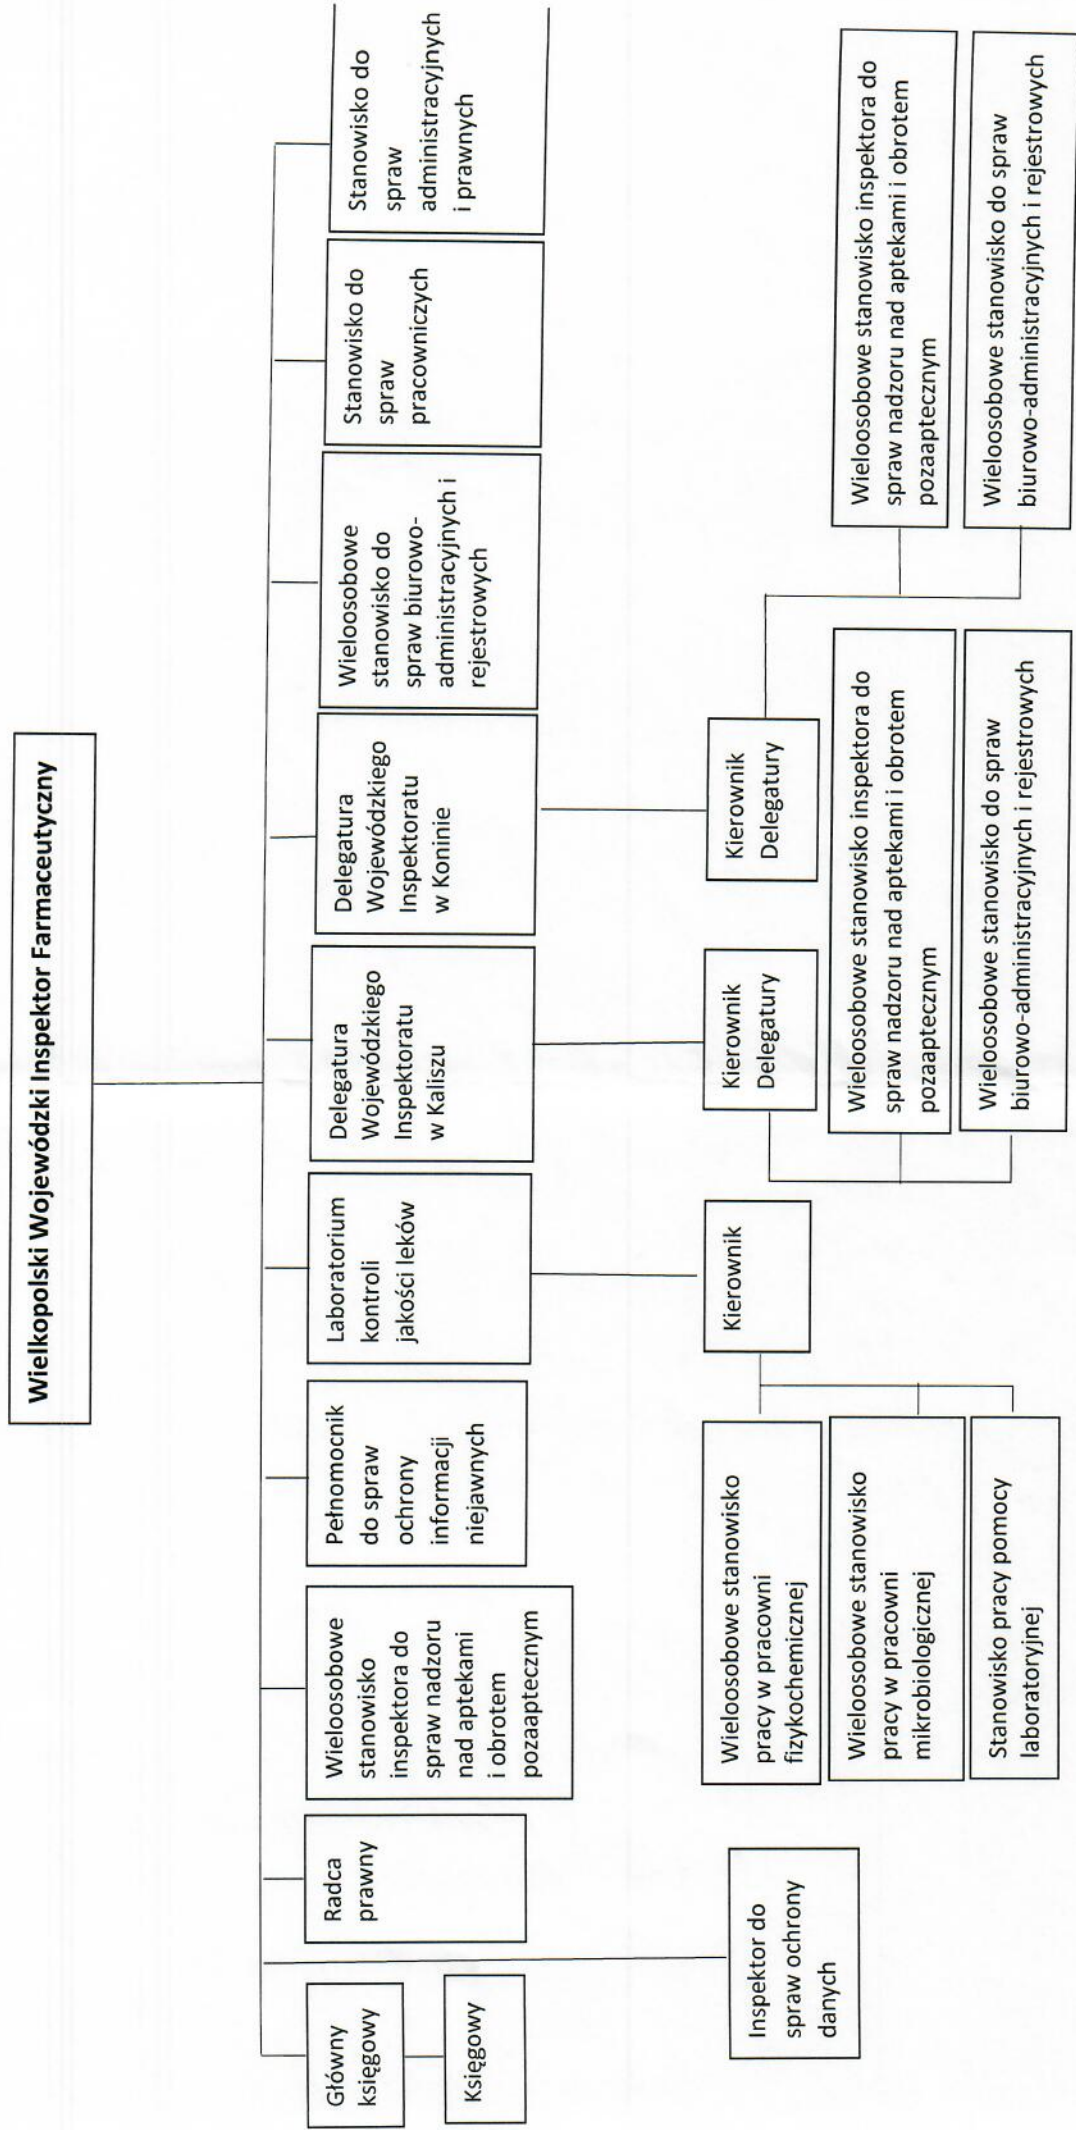 Wielkopolski Wojewódzki Inspektor Farmaceutyczny
Główny
księgowy
Księgowy
Radca
prawny
Wieloosobowe
stanowisko
inspektora do
spraw nadzoru
nad aptekami
i obrotem
pozaaptecznym
Pełnomocnik
do spraw
ochrony
informacji
niejawnych
Laboratorium
kontroli
jakości leków
Delegatura
Wojewódzkiego
Inspektoratu
w Kaliszu
Delegatura
Wojewódzkiego
Inspektoratu
w Koninie
Wieloosobowe
stanowisko do
spraw biurowo-
administracyjnych i
rejestrowych
Stanowisko do
spraw
pracowniczych
Stanowisko do
spraw
administracyjnych
i prawnych
Inspektor do
spraw ochrony
danych
Kierownik
Wieloosobowe stanowisko
pracy w pracowni
fizykochemicznej
Wieloosobowe stanowisko
pracy w pracowni
mikrobiologicznej
Stanowisko pracy pomocy
laboratoryjnej
Kierownik
Delegatury
Wieloosobowe stanowisko inspektora do
spraw nadzoru nad aptekami i obrotem
pozaaptecznym
Wieloosobowe stanowisko do spraw
biurowo-administracyjnych i rejestrowych
Kierownik
Delegatury
Wieloosobowe stanowisko inspektora do
spraw nadzoru nad aptekami i obrotem
pozaaptecznym
Wieloosobowe stanowisko do spraw
biurowo-administracyjnych i rejestrowych